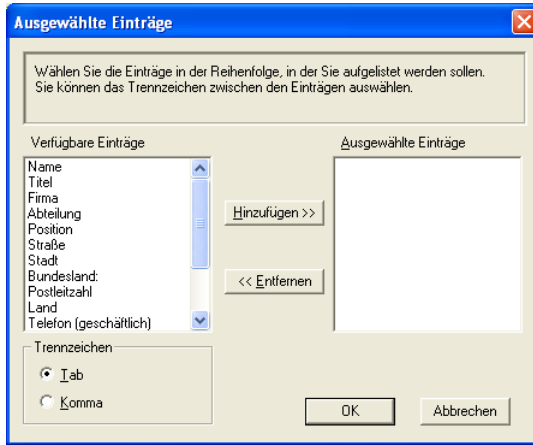 Ausgewählte Einträge
Wählen Sie die Einträge in der Reihenfolge, in der Sie aufgelistet werden sollen.
Sie können das Trennzeichen zwischen den Einträgen auswählen.
Verfügbare Einträge
Name
Titel
Firma
Abteilung
Position
Straße
Stadt
Bundesland:
Postleitzahl
Land
Telefon (geschäftlich)
Hinzufügen >>
<< Entfernen
Ausgewählte Einträge
Trennzeichen
Tab
Komma
OK
Abbrechen